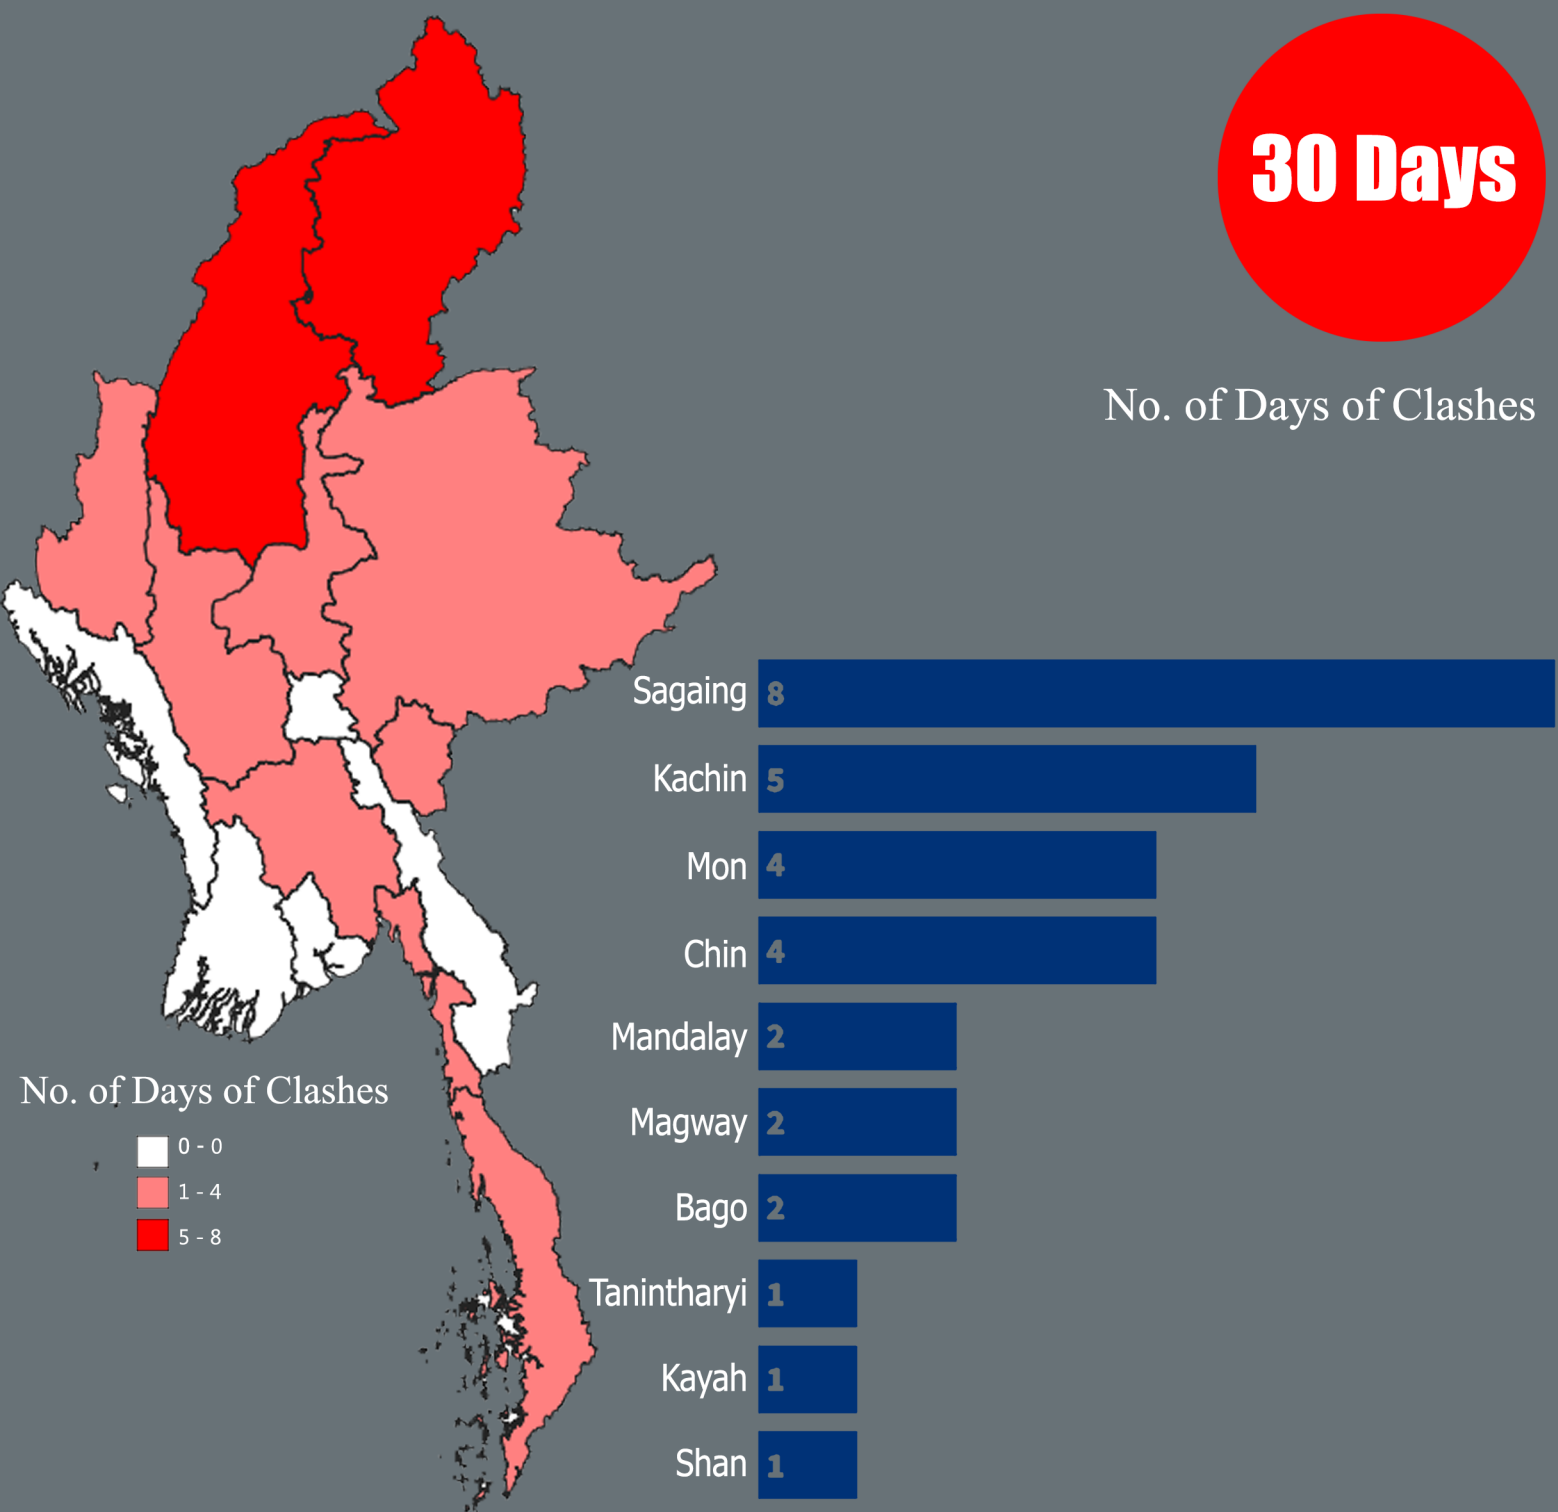 30 Days
No. of Days of Clashes
Sagaing 8
Kachin 5
Mon 4
Chin 4
Mandalay 2
Magway 2
Bago 2
Tanintharyi 1
Kayah 1
Shan 1
No. of Days of Clashes
0 - 0
1 - 4
5 - 8